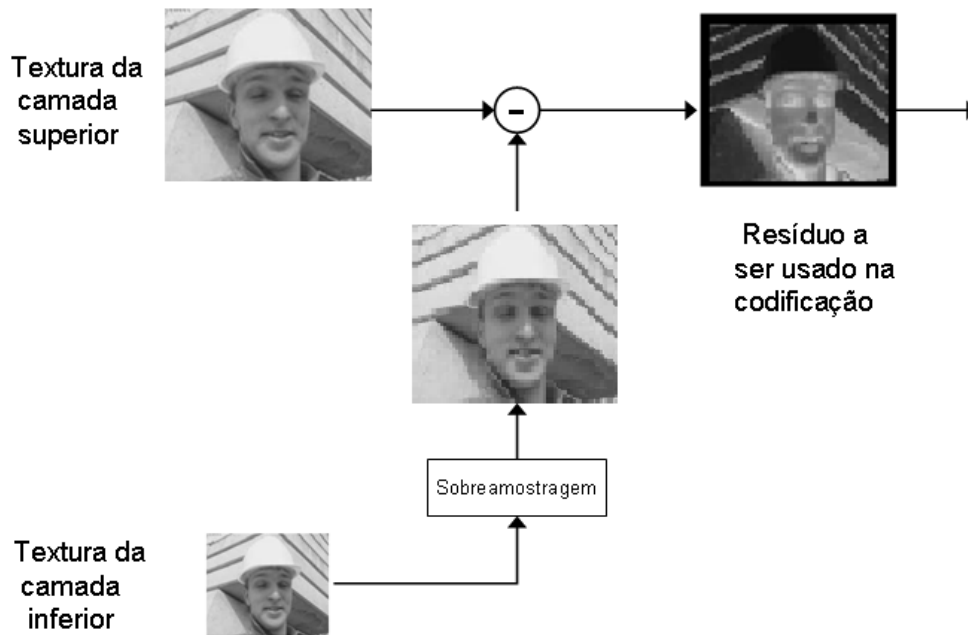 Textura da
camada
superior
-
Resíduo a
ser usado na
codificação
Sobreamostragem
Textura da
camada
inferior